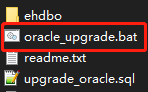 ehdbo
oracle_upgrade.bat
readme.txt
upgrade_oracle.sql